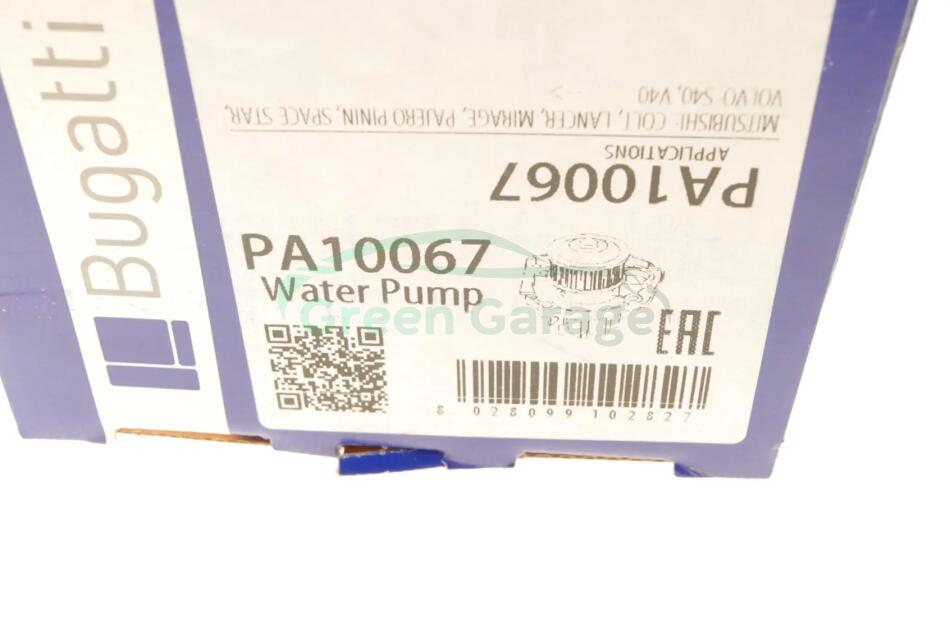 Bugatti
PA10067
APPLICATIONS
MITSUBISHI- COLT, LANCER, MIRAGE, PAJERO PININ, SPACE STAR,
VOLVO-S40, V40
PA10067
Water Pump
Green Garage
EAC
8 028099 102827